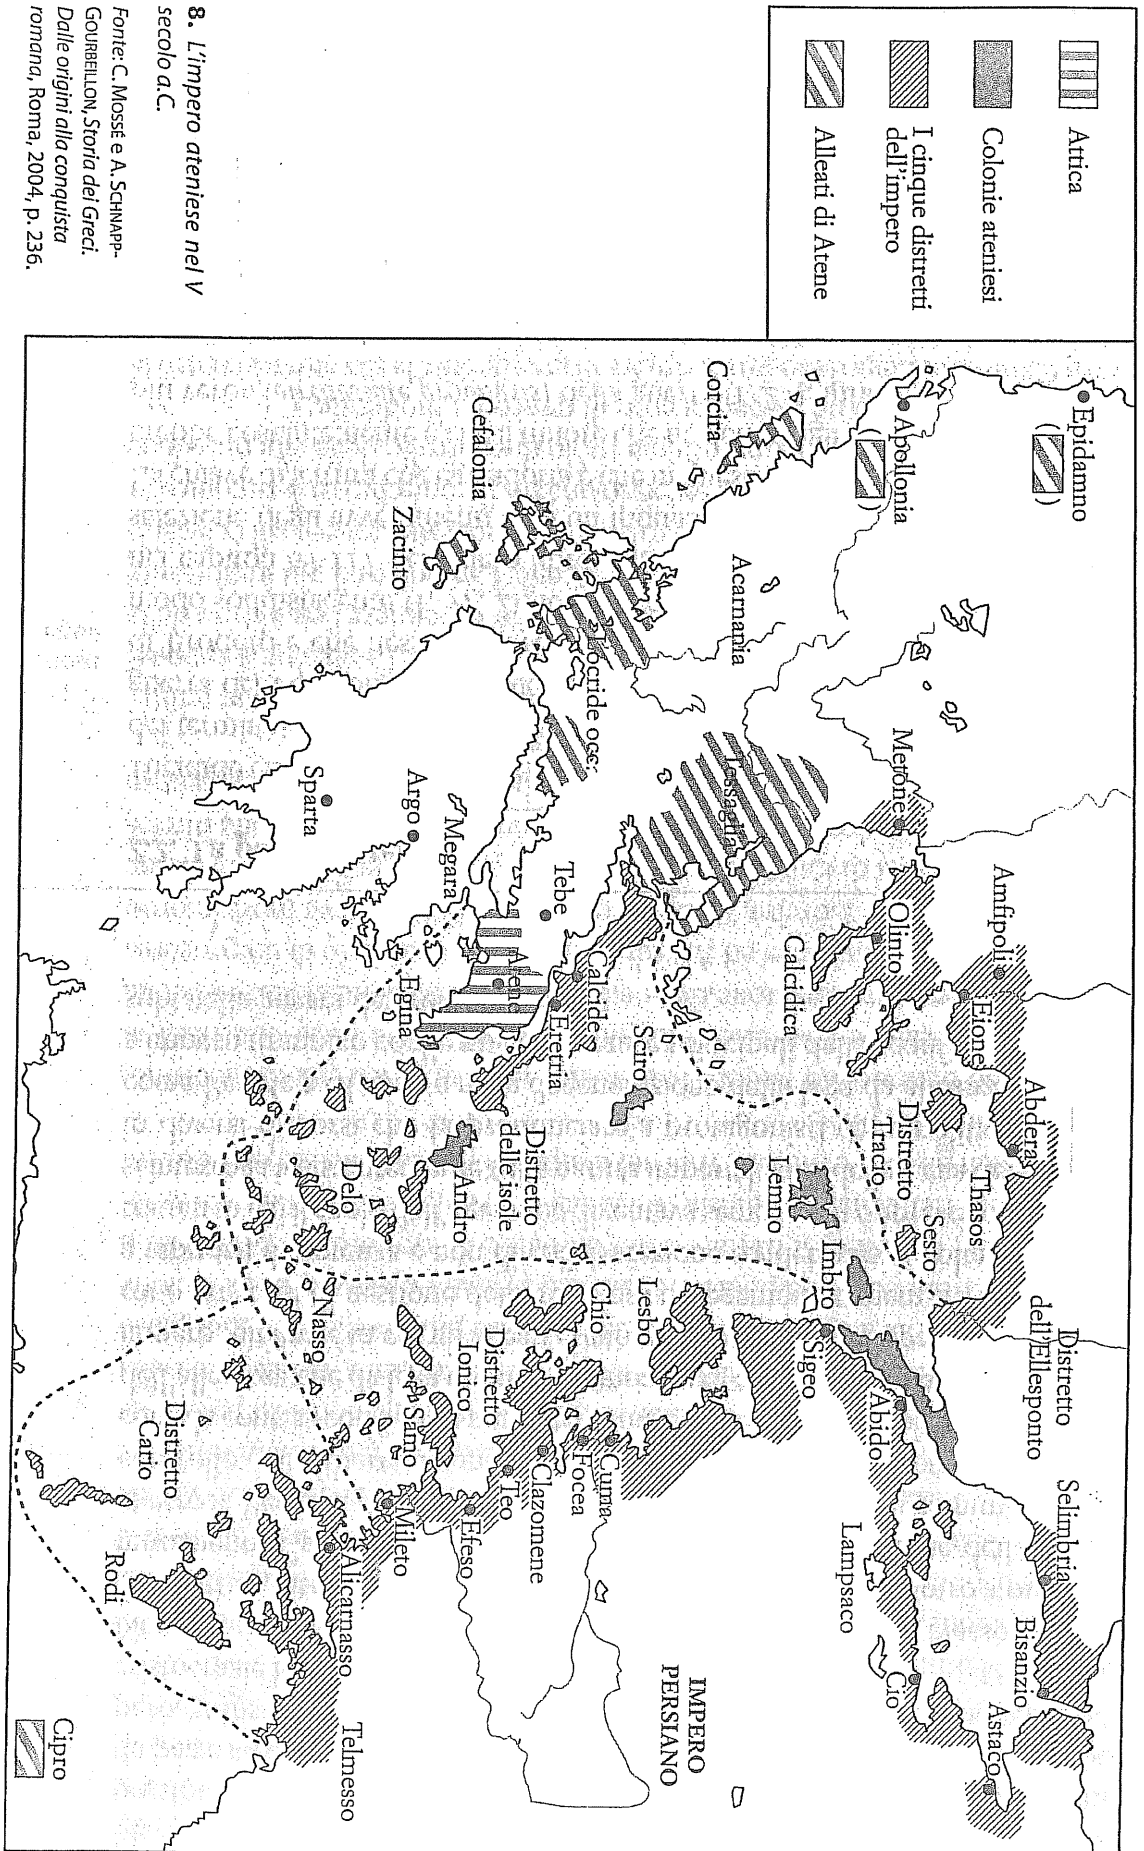 Attica
Colonie ateniesi
I cinque distretti
dell'impero
Alleati di Atene
8. L'impero ateniese nel V
secolo a.C.
Fonte: C. MOSSÉ e A. SCHNAPP-
GOURBEILLON, Storia dei Greci.
Dalle origini alla conquista
romana, Roma, 2004, p. 236.
Epidamno
( )
Apollonia
( )
Corcira
Acarnania
Cefalonia
Zacinto
Locride occ.
Tessaglia
Metone
Anfipoli
Eione
Olinto
Calcidica
Abdera
Thasos
Distretto
Tracio
Sesto
Distretto
dell'Ellesponto
Selimbria
Bisanzio
Astaco
Cio
Lampsaco
Abido
Sigeo
Imbro
Lemno
Sciro
Tebe
Calcide
Eretria
Megara
Atene
Egina
Argo
Sparta
Distretto
delle isole
Andro
Delo
Nasso
Lesbo
Chio
Distretto
Ionico
Samo
Cuma
Focea
Clazomene
Teo
Efeso
Mileto
Alicarnasso
Distretto
Cario
Rodi
Telmesso
IMPERO
PERSIANO
Cipro